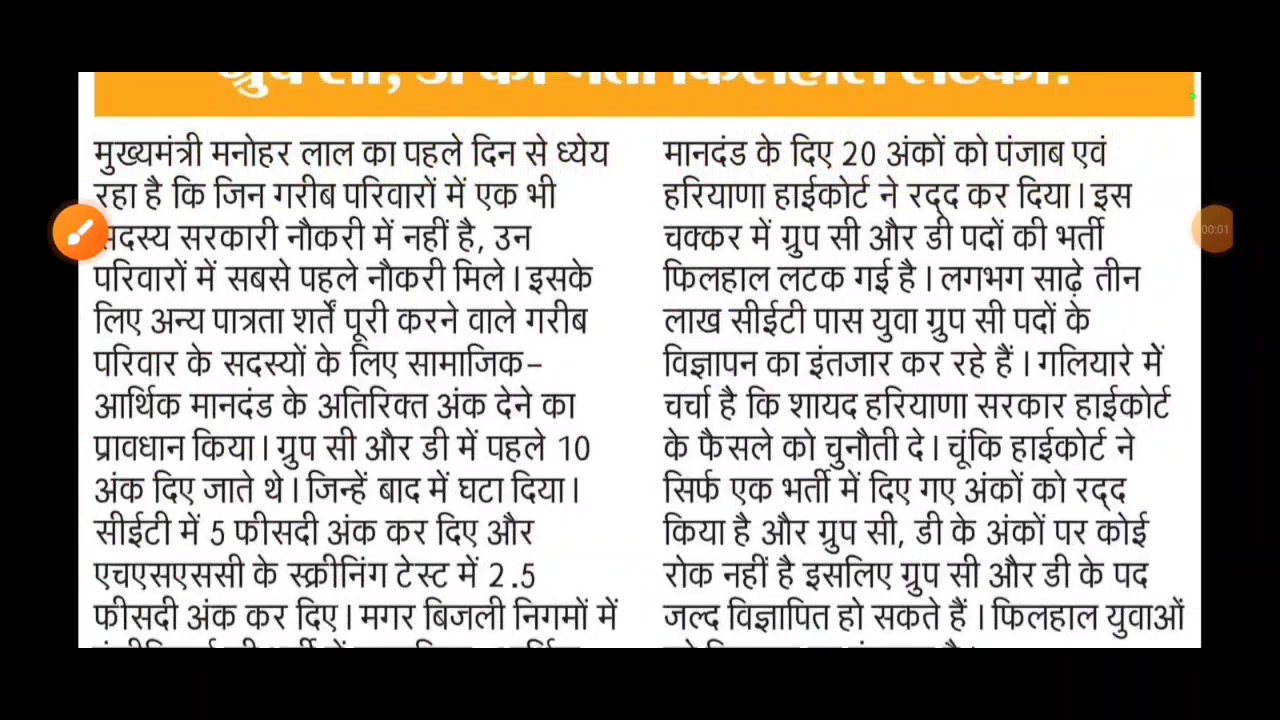 मुख्यमंत्री मनोहर लाल का पहले दिन से ध्येय
रहा है कि जिन गरीब परिवारों में एक भी
सदस्य सरकारी नौकरी में नहीं है, उन
परिवारों में सबसे पहले नौकरी मिले। इसके
लिए अन्य पात्रता शर्तें पूरी करने वाले गरीब
परिवार के सदस्यों के लिए सामाजिक-
आर्थिक मानदंड के अतिरिक्त अंक देने का
प्रावधान किया। ग्रुप सी और डी में पहले 10
अंक दिए जाते थे। जिन्हें बाद में घटा दिया।
सीईटी में 5 फीसदी अंक कर दिए और
एचएसएससी के स्क्रीनिंग टेस्ट में 2.5
फीसदी अंक कर दिए। मगर बिजली निगमों में
मानदंड के दिए 20 अंकों को पंजाब एवं
हरियाणा हाईकोर्ट ने रद्द कर दिया। इस
चक्कर में ग्रुप सी और डी पदों की भर्ती
फिलहाल लटक गई है। लगभग साढ़े तीन
लाख सीईटी पास युवा ग्रुप सी पदों के
विज्ञापन का इंतजार कर रहे हैं। गलियारे में
चर्चा है कि शायद हरियाणा सरकार हाईकोर्ट
के फैसले को चुनौती दे। चूंकि हाईकोर्ट ने
सिर्फ एक भर्ती में दिए गए अंकों को रद्द
किया है और ग्रुप सी, डी के अंकों पर कोई
रोक नहीं है इसलिए ग्रुप सी और डी के पद
जल्द विज्ञापित हो सकते हैं। फिलहाल युवाओं
00:01